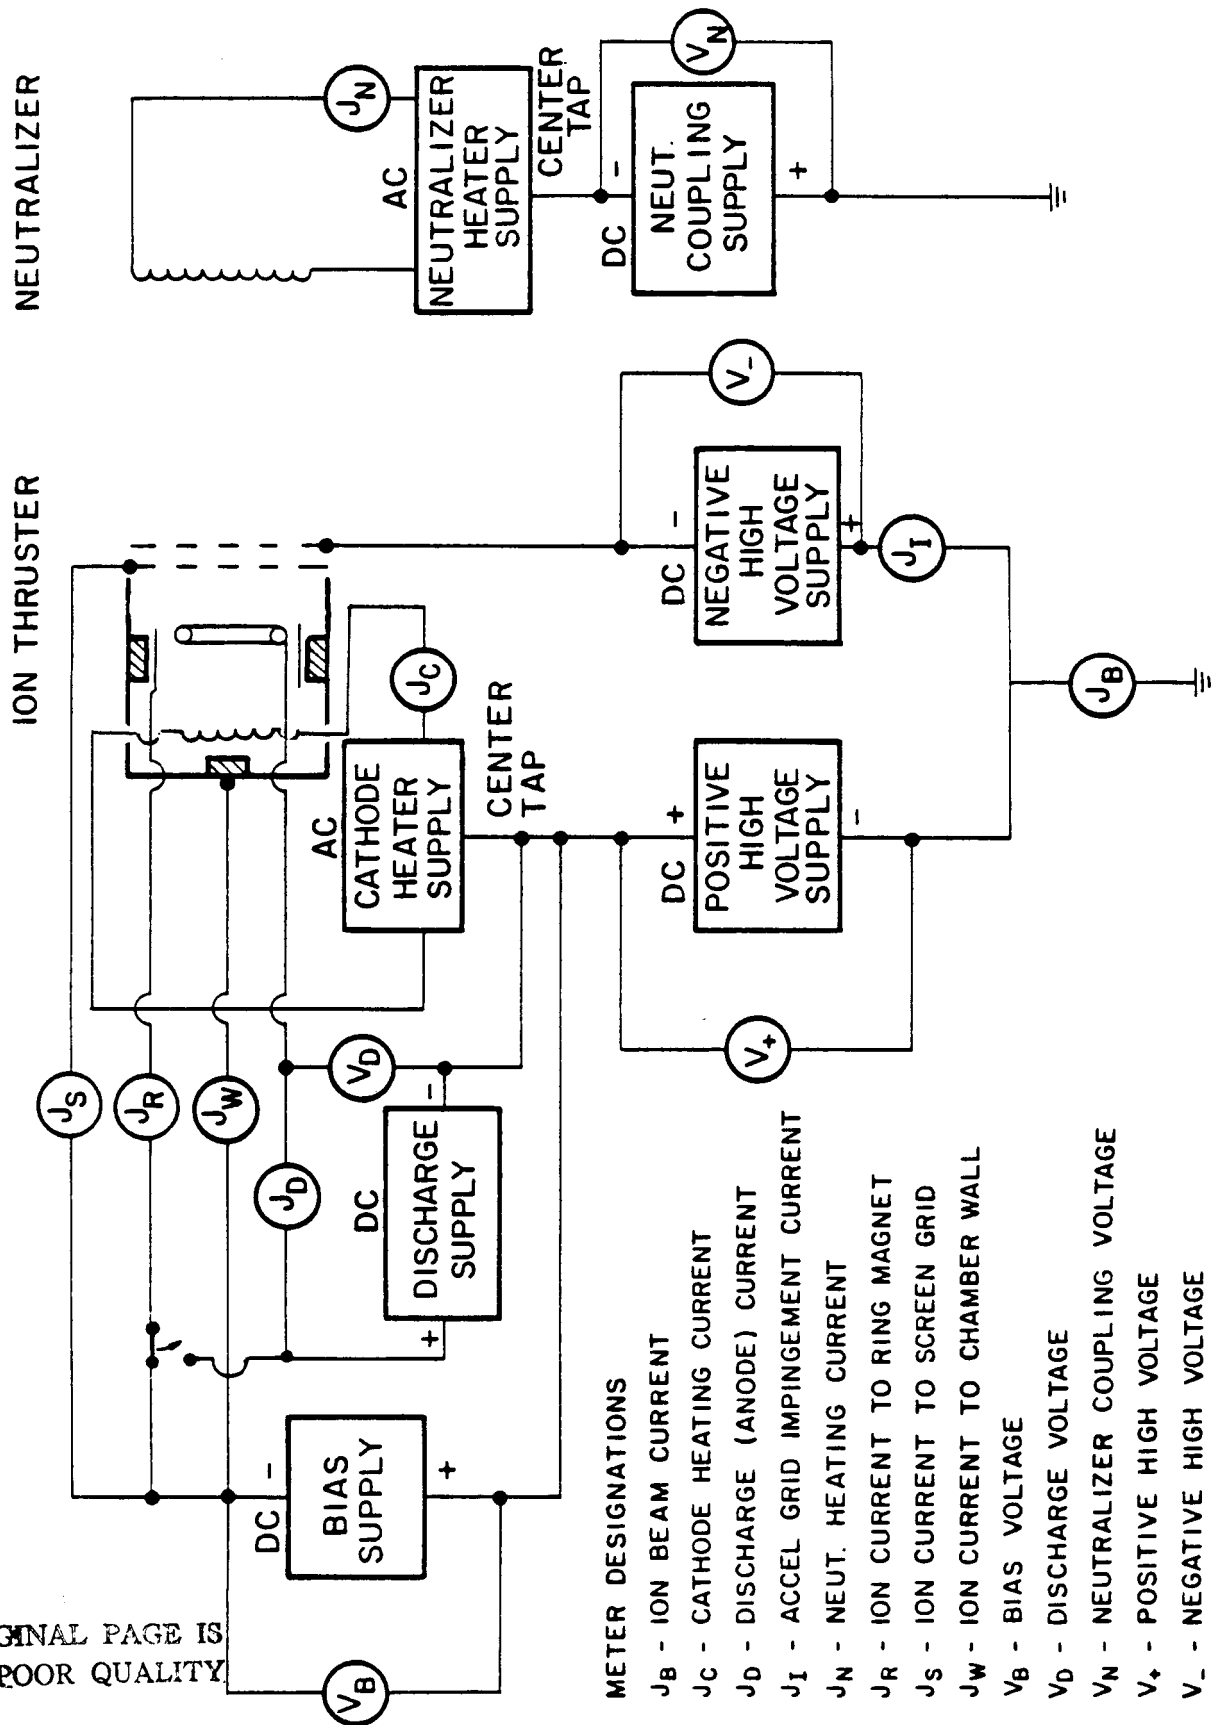 ION THRUSTER
NEUTRALIZER
J_S
J_R
J_W
J_D
V_D
DC
DISCHARGE
SUPPLY
+
-
DC
-
BIAS
SUPPLY
+
V_B
AC
CATHODE
HEATER
SUPPLY
J_C
CENTER
TAP
V_+
DC
+
POSITIVE
HIGH
VOLTAGE
SUPPLY
-
DC
-
NEGATIVE
HIGH
VOLTAGE
SUPPLY
+
V_-
J_I
J_B
J_N
AC
NEUTRALIZER
HEATER
SUPPLY
CENTER
TAP
DC
-
NEUT.
COUPLING
SUPPLY
+
V_N
METER DESIGNATIONS
J_B - ION BEAM CURRENT
J_C - CATHODE HEATING CURRENT
J_D - DISCHARGE (ANODE) CURRENT
J_I - ACCEL GRID IMPINGEMENT CURRENT
J_N - NEUT. HEATING CURRENT
J_R - ION CURRENT TO RING MAGNET
J_S - ION CURRENT TO SCREEN GRID
J_W - ION CURRENT TO CHAMBER WALL
V_B - BIAS VOLTAGE
V_D - DISCHARGE VOLTAGE
V_N - NEUTRALIZER COUPLING VOLTAGE
V_+ - POSITIVE HIGH VOLTAGE
V_- - NEGATIVE HIGH VOLTAGE
GINAL PAGE IS
POOR QUALITY